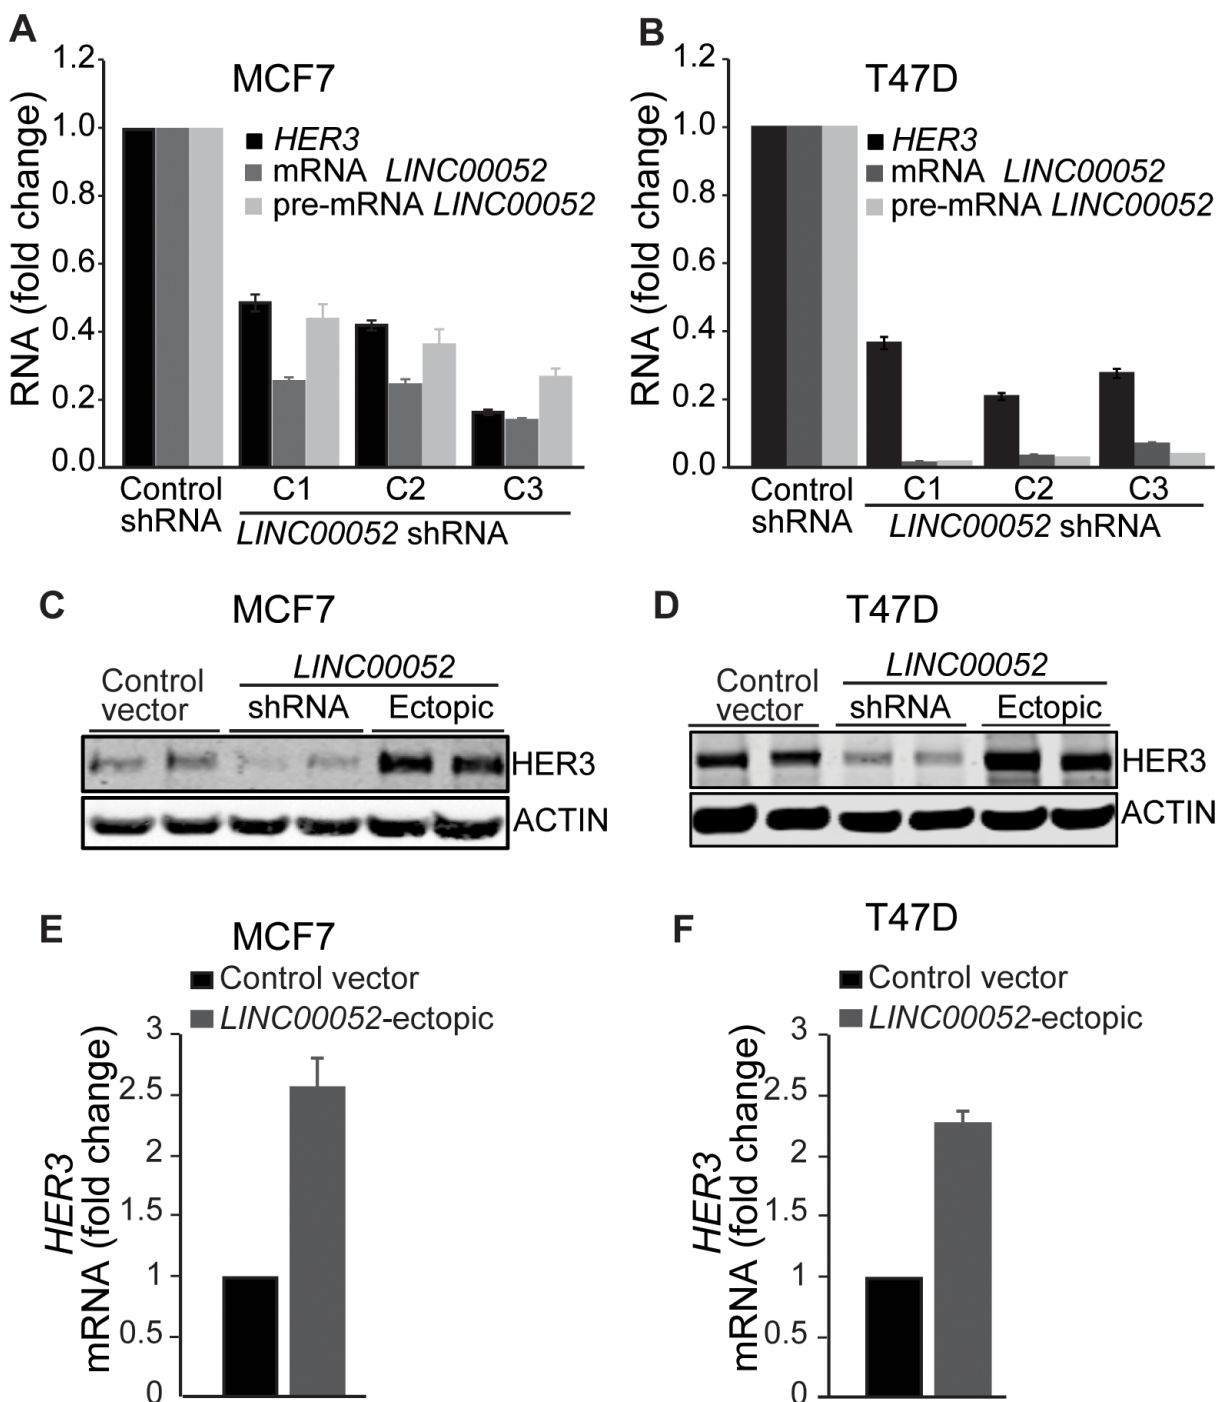 A
MCF7
RNA (fold change)
1.2
1.0
0.8
0.6
0.4
0.2
0.0
HER3
mRNA LINC00052
pre-mRNA LINC00052
Control
shRNA
C1
C2
C3
LINC00052 shRNA
B
T47D
RNA (fold change)
1.2
1.0
0.8
0.6
0.4
0.2
0.0
HER3
mRNA LINC00052
pre-mRNA LINC00052
Control
shRNA
C1
C2
C3
LINC00052 shRNA
C
MCF7
Control
vector
LINC00052
shRNA
Ectopic
HER3
ACTIN
D
T47D
Control
vector
LINC00052
shRNA
Ectopic
HER3
ACTIN
E
MCF7
Control vector
LINC00052-ectopic
HER3
mRNA (fold change)
3
2.5
2
1.5
1
0.5
0
F
T47D
Control vector
LINC00052-ectopic
HER3
mRNA (fold change)
3
2.5
2
1.5
1
0.5
0